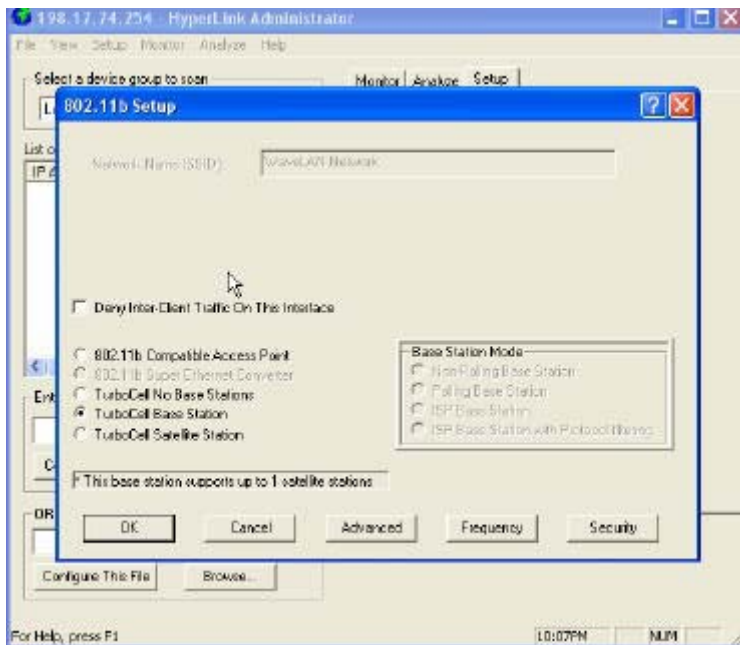 198.17.74.254 - HyperLink Administrator
File View Setup Monitor Analyze Help
Select a device group to scan
Monitor Analyze Setup
802.11b Setup
List o
IP A
Network Name (SSID)
WaveLAN Network
Deny Inter-Client Traffic On This Interface
802.11b Compatible Access Point
802.11b Super Ethernet Converter
TurboCell No Base Stations
TurboCell Base Station
TurboCell Satellite Station
Base Station Mode
Non-Polling Base Station
Polling Base Station
ISP Base Station
ISP Base Station with Protocol Filtering
Ent
* This base station supports up to 1 satellite stations
OR
OK Cancel Advanced Frequency Security
Configure This File Browse...
For Help, press F1
10:07PM NUM